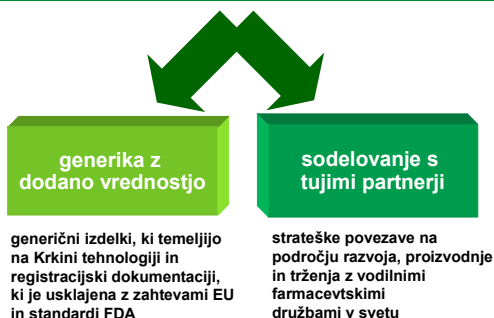 generika z
dodano vrednostjo
sodelovanje s
tujimi partnerji
generični izdelki, ki temeljijo
na Krkini tehnologiji in
registracijski dokumentaciji,
ki je usklajena z zahtevami EU
in standardi FDA
strateške povezave na
področju razvoja, proizvodnje
in trženja z vodilnimi
farmacevtskimi
družbami v svetu